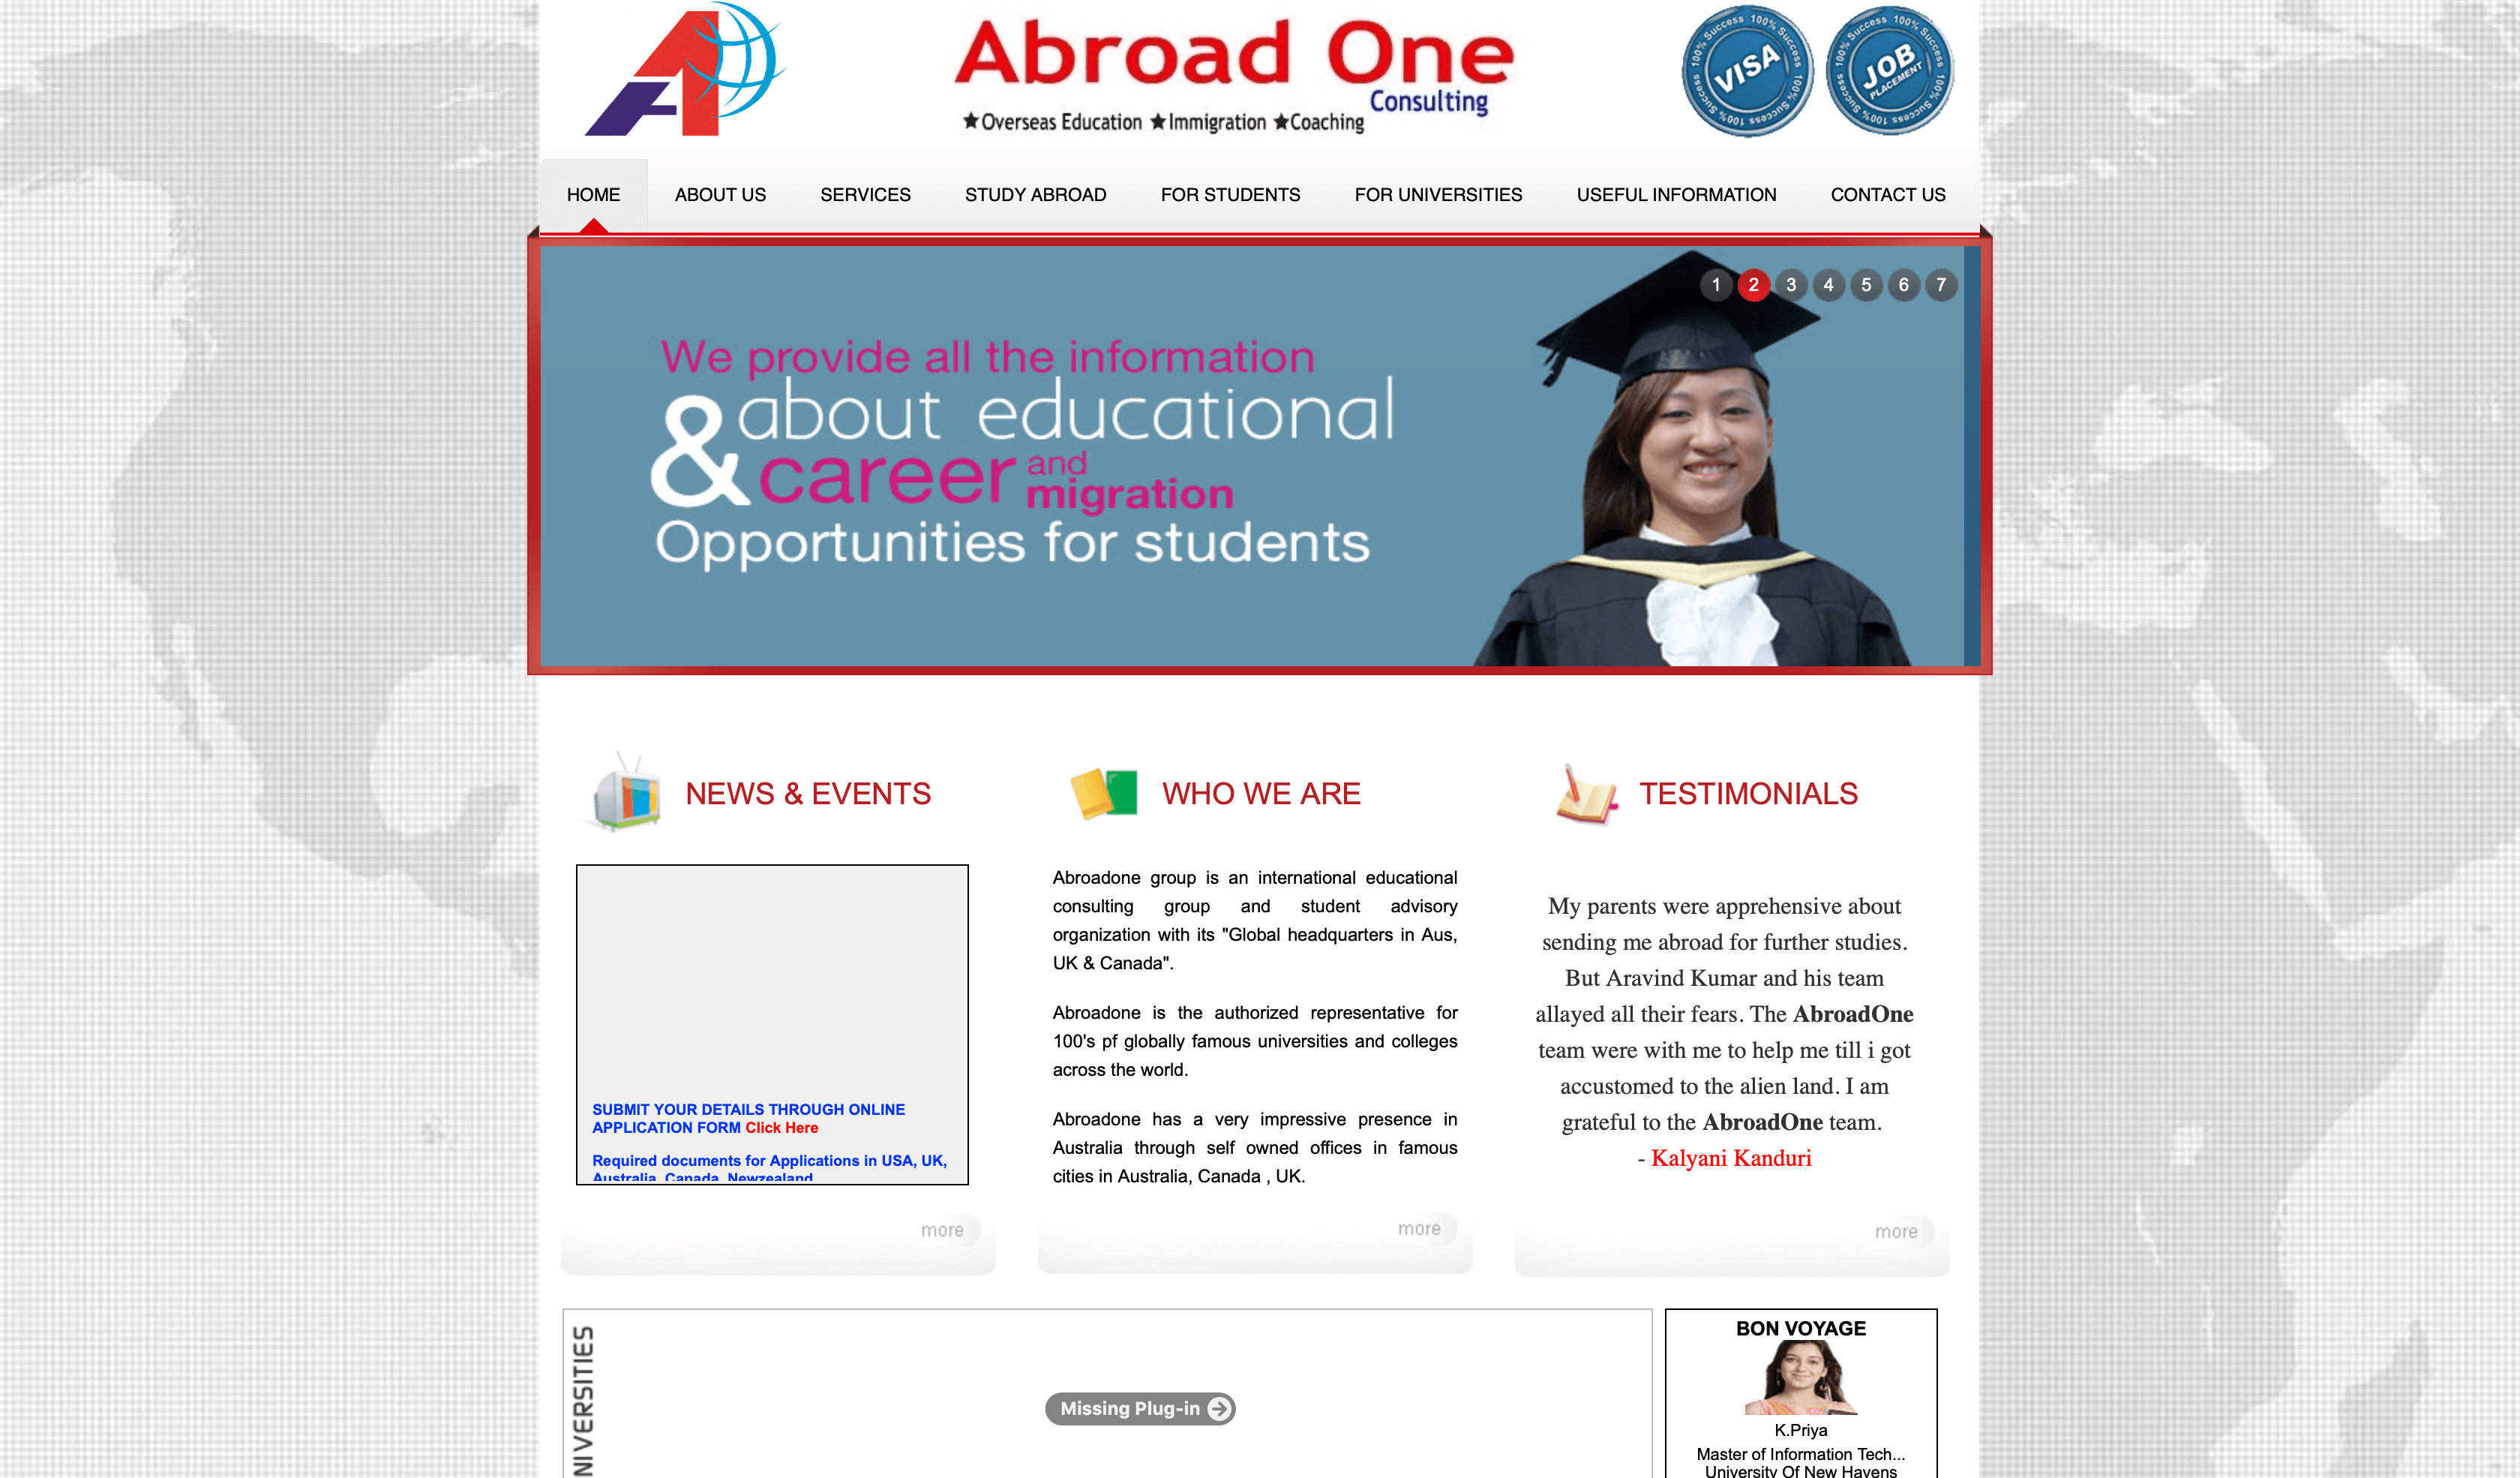 Abroad One
Consulting
★Overseas Education ★Immigration ★Coaching
100% Success 100% Success 100% Success 100% Success
VISA
100% Success 100% Success 100% Success 100% Success
JOB
PLACEMENT
HOME ABOUT US SERVICES STUDY ABROAD FOR STUDENTS FOR UNIVERSITIES USEFUL INFORMATION CONTACT US
1 2 3 4 5 6 7
We provide all the information
& about educational
career and
migration
Opportunities for students
NEWS & EVENTS
SUBMIT YOUR DETAILS THROUGH ONLINE
APPLICATION FORM Click Here
Required documents for Applications in USA, UK,
Australia, Canada, Newzealand
more
WHO WE ARE
Abroadone group is an international educational
consulting group and student advisory
organization with its "Global headquarters in Aus,
UK & Canada".
Abroadone is the authorized representative for
100's pf globally famous universities and colleges
across the world.
Abroadone has a very impressive presence in
Australia through self owned offices in famous
cities in Australia, Canada , UK.
more
TESTIMONIALS
My parents were apprehensive about
sending me abroad for further studies.
But Aravind Kumar and his team
allayed all their fears. The AbroadOne
team were with me to help me till i got
accustomed to the alien land. I am
grateful to the AbroadOne team.
- Kalyani Kanduri
more
NIVERSITIES
Missing Plug-in
BON VOYAGE
K.Priya
Master of Information Tech...
University Of New Havens